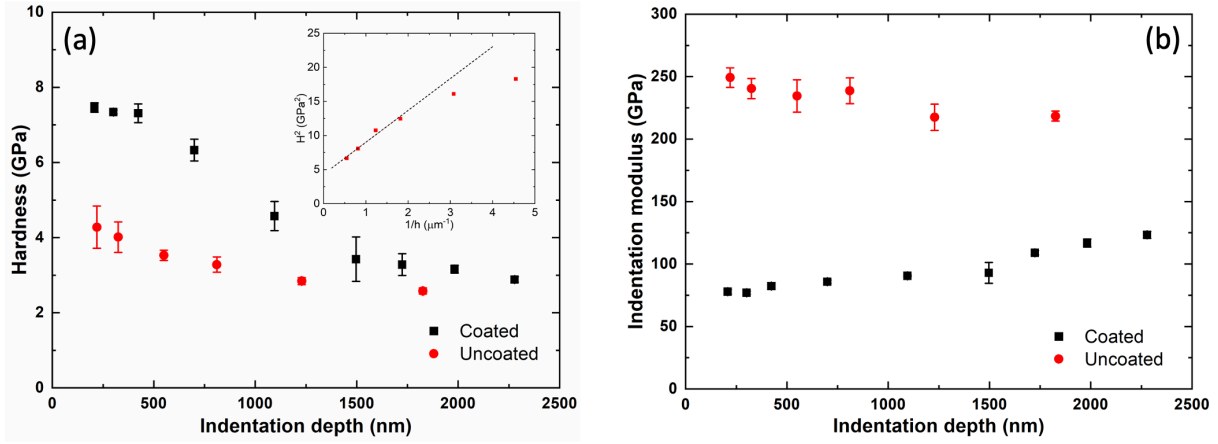 (a)
Hardness (GPa)
10
8
6
4
2
0
0 500 1000 1500 2000 2500
Indentation depth (nm)
Coated
Uncoated
H² (GPa²)
25
20
15
10
5
0
0 1 2 3 4 5
1/h (μm⁻¹)
(b)
Indentation modulus (GPa)
300
250
200
150
100
50
0
0 500 1000 1500 2000 2500
Indentation depth (nm)
Coated
Uncoated